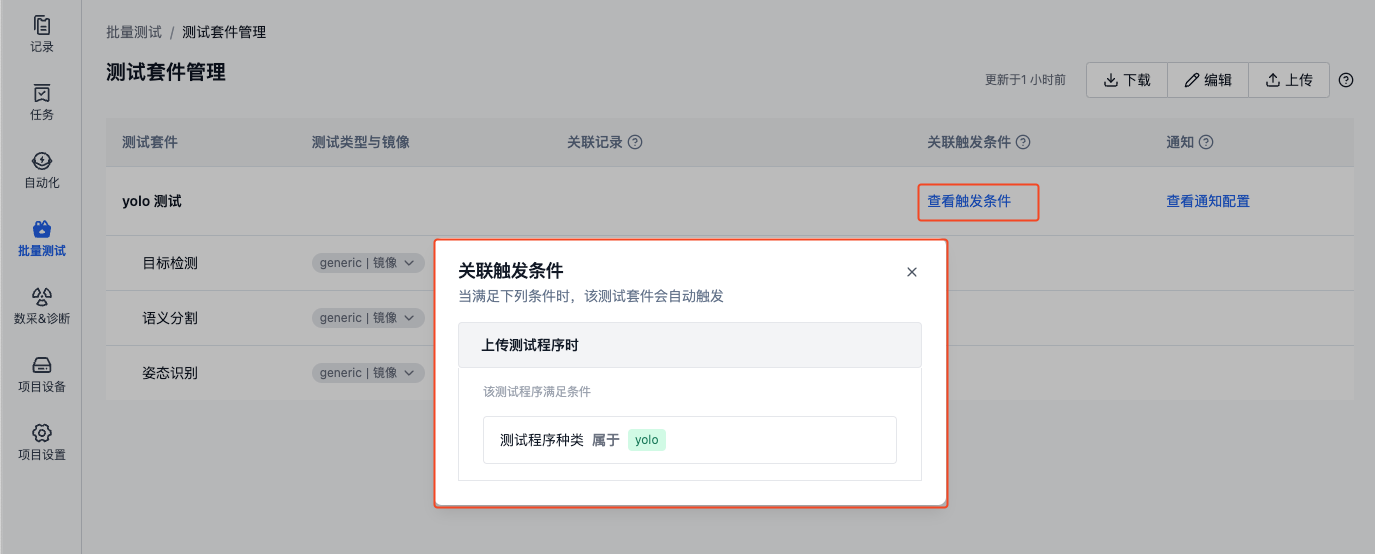 记录
任务
自动化
批量测试
数采&诊断
项目设备
项目设置
批量测试 / 测试套件管理
测试套件管理
更新于1 小时前 下载 编辑 上传
测试套件 测试类型与镜像 关联记录 关联触发条件 通知
yolo 测试 查看触发条件 查看通知配置
目标检测 generic | 镜像
语义分割 generic | 镜像
姿态识别 generic | 镜像
关联触发条件
当满足下列条件时，该测试套件会自动触发
上传测试程序时
该测试程序满足条件
测试程序种类 属于 yolo